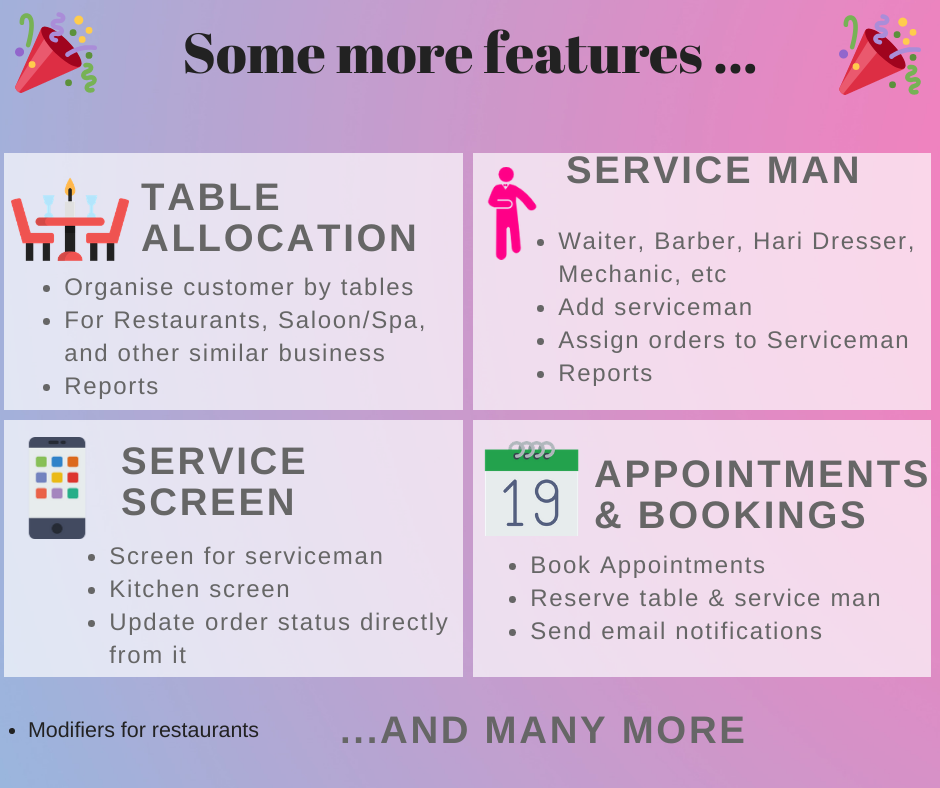 Some more features ...
TABLE
ALLOCATION
• Organise customer by tables
• For Restaurants, Saloon/Spa,
and other similar business
• Reports
SERVICE MAN
• Waiter, Barber, Hari Dresser,
Mechanic, etc
• Add serviceman
• Assign orders to Serviceman
• Reports
SERVICE
SCREEN
• Screen for serviceman
• Kitchen screen
• Update order status directly
from it
19
APPOINTMENTS
& BOOKINGS
• Book Appointments
• Reserve table & service man
• Send email notifications
• Modifiers for restaurants
...AND MANY MORE